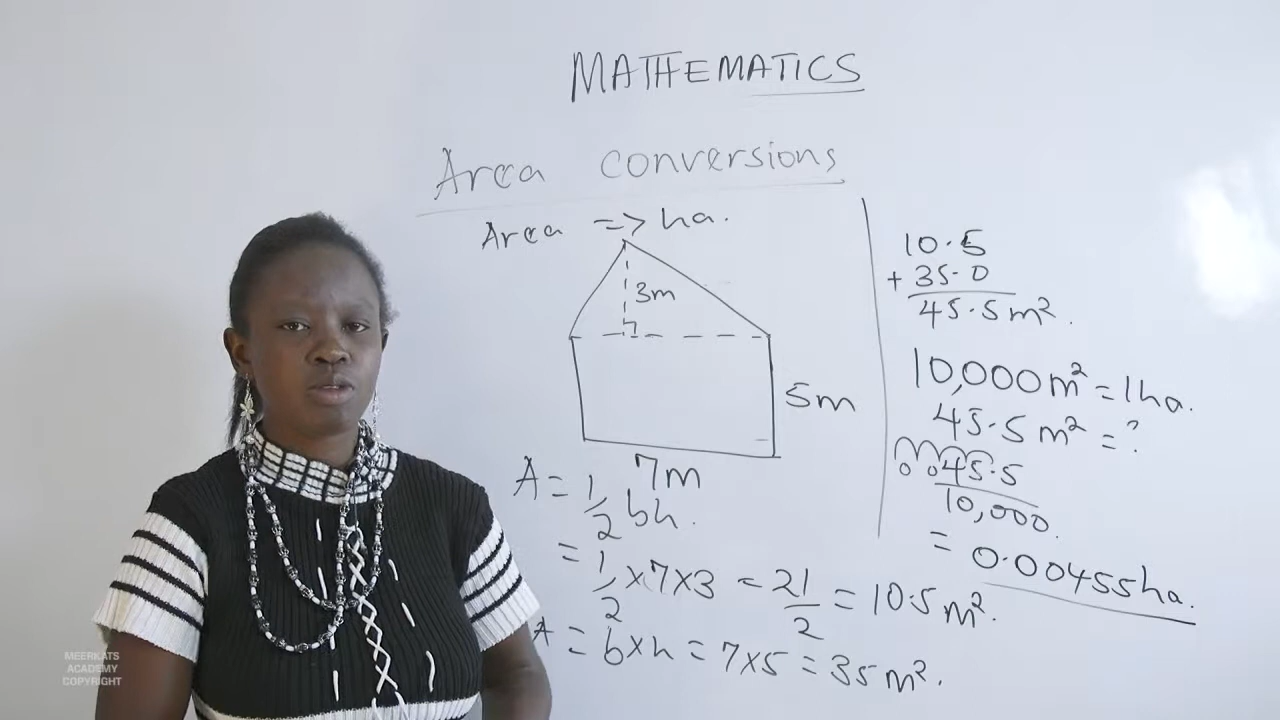 MATHEMATICS
Area conversions
Area => ha.
3m
5m
7m
A = 1/2 bh.
= 1/2 x 7 x 3 = 21/2 = 10.5 m².
A = b x h = 7 x 5 = 35 m².
10.5
+ 35.0
45.5 m².
10,000 m² = 1 ha.
45.5 m² = ?
0045.5
10,000.
= 0.00455 ha.
MEERKATS
ACADEMY
COPYRIGHT